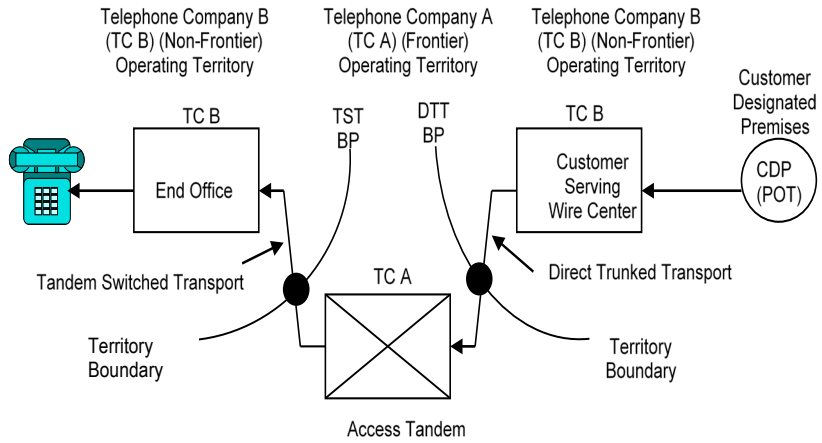 Telephone Company B
(TC B) (Non-Frontier)
Operating Territory
Telephone Company A
(TC A) (Frontier)
Operating Territory
Telephone Company B
(TC B) (Non-Frontier)
Operating Territory
Customer
Designated
Premises
TC B
TST
BP
DTT
BP
TC B
End Office
Customer
Serving
Wire Center
CDP
(POT)
Tandem Switched Transport
TC A
Direct Trunked Transport
Territory
Boundary
Territory
Boundary
Access Tandem